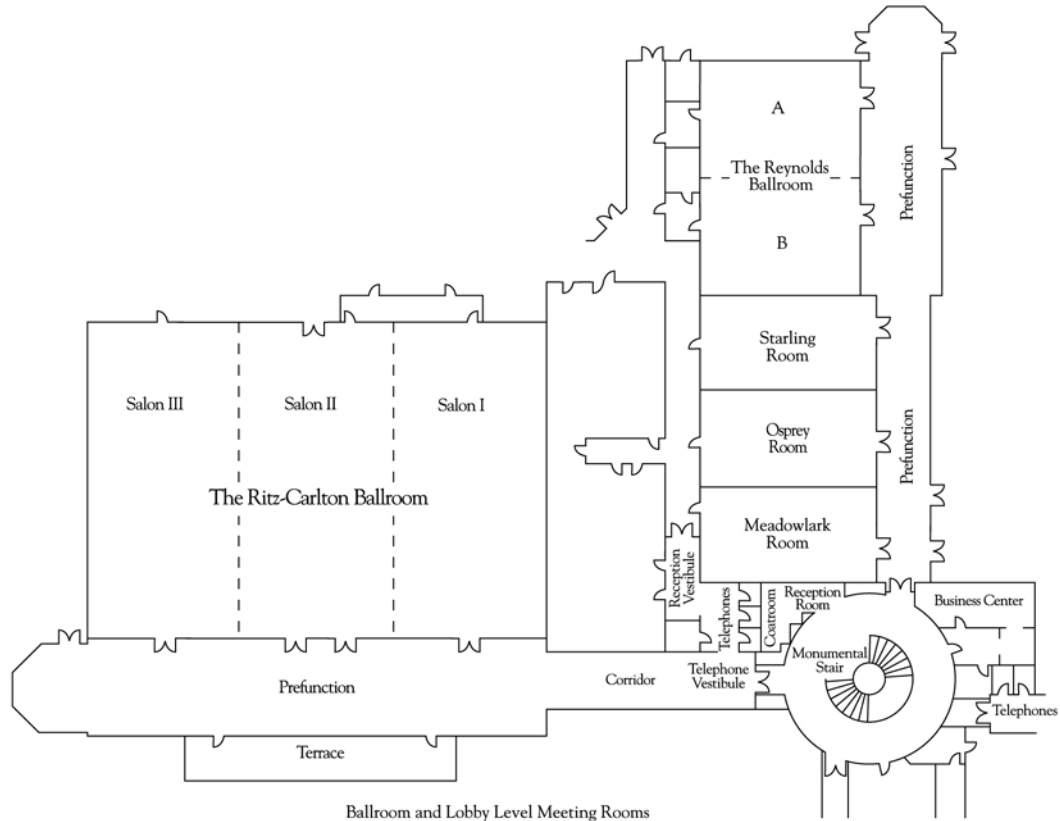 A
The Reynolds
Ballroom
B
Prefunction
Starling
Room
Osprey
Room
Meadowlark
Room
Prefunction
Salon III
Salon II
Salon I
The Ritz-Carlton Ballroom
Reception
Vestibule
Telephones
Coatroom
Reception
Room
Business Center
Monumental
Stair
Prefunction
Corridor
Telephone
Vestibule
Telephones
Terrace
Ballroom and Lobby Level Meeting Rooms